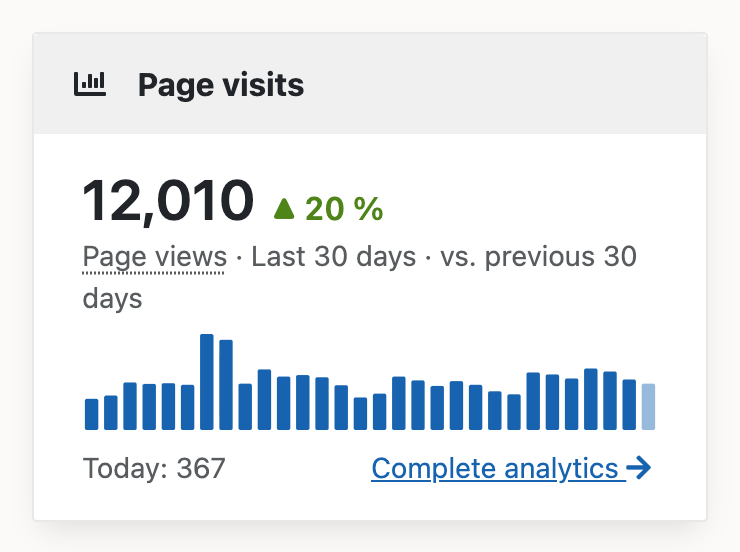 Page visits
12,010 ▲ 20 %
Page views · Last 30 days · vs. previous 30
days
Today: 367
Complete analytics →